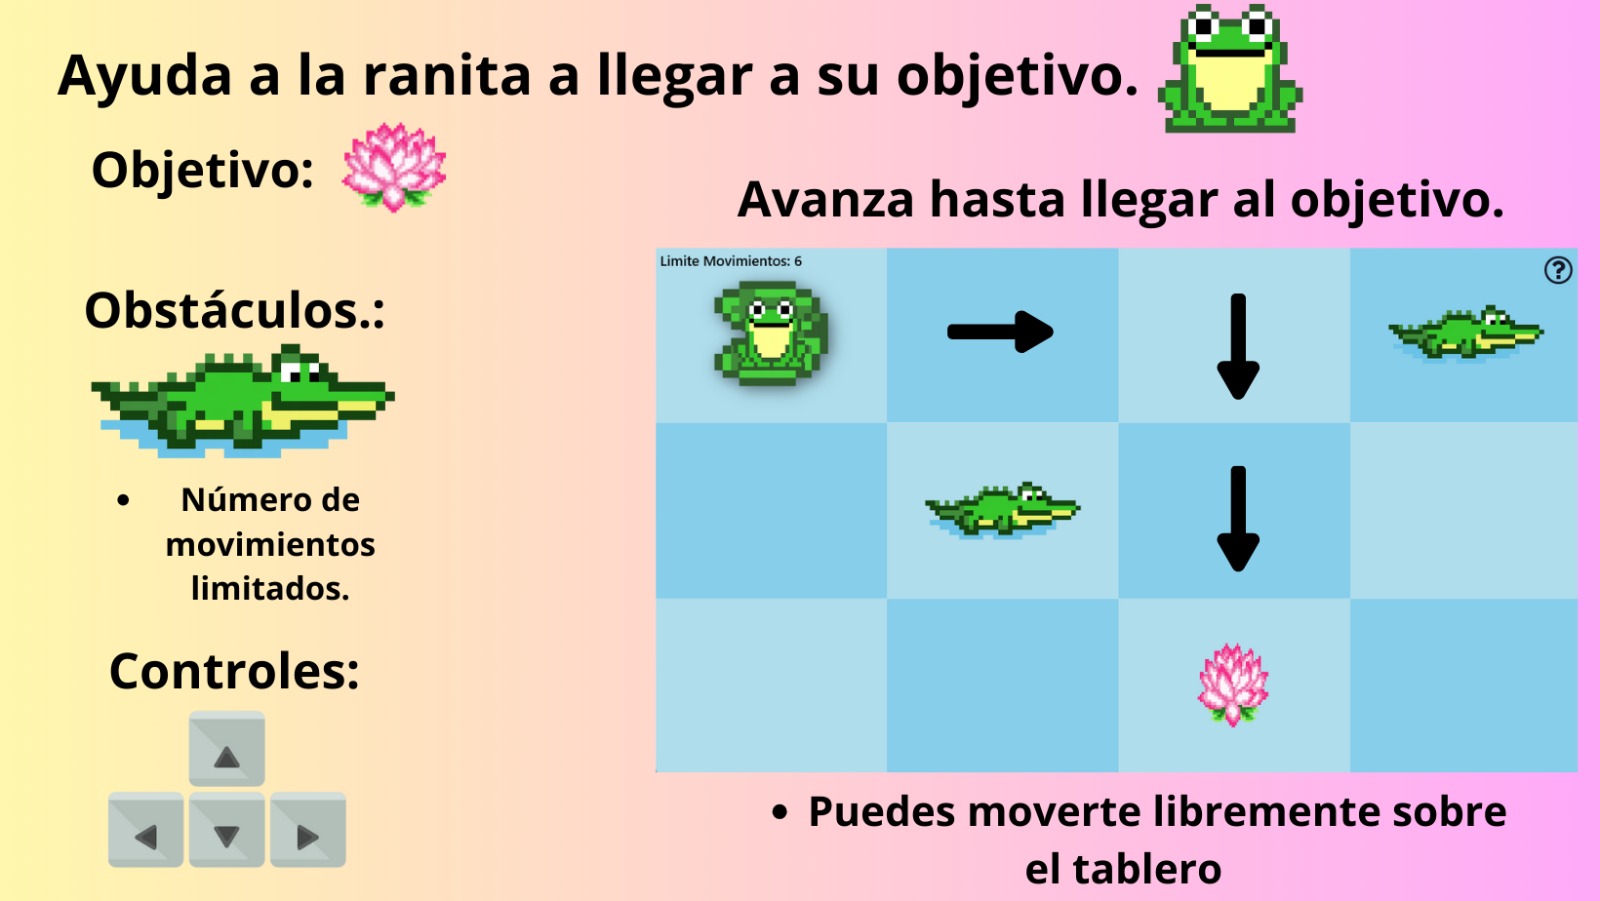 Ayuda a la ranita a llegar a su objetivo.
Objetivo:
Avanza hasta llegar al objetivo.
Limite Movimientos: 6
?
Obstáculos.:
• Número de
movimientos
limitados.
Controles:
• Puedes moverte libremente sobre
el tablero